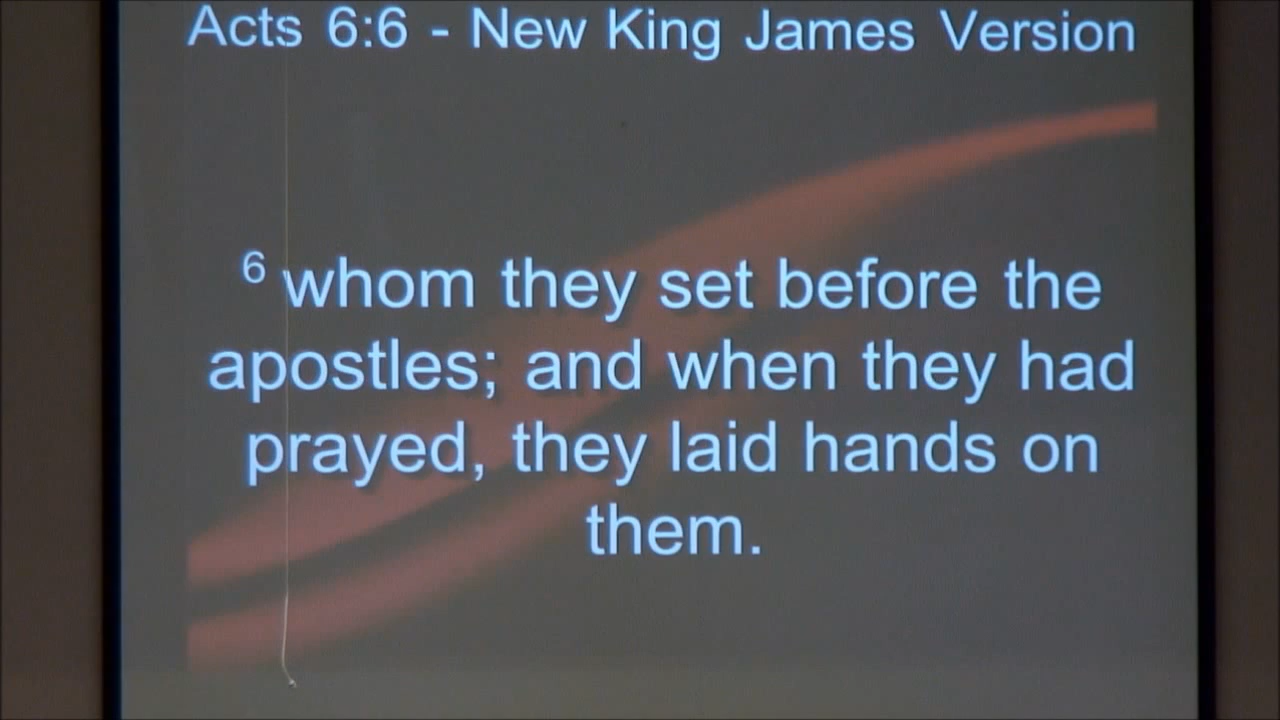 Acts 6:6 - New King James Version
6 whom they set before the
apostles; and when they had
prayed, they laid hands on
them.